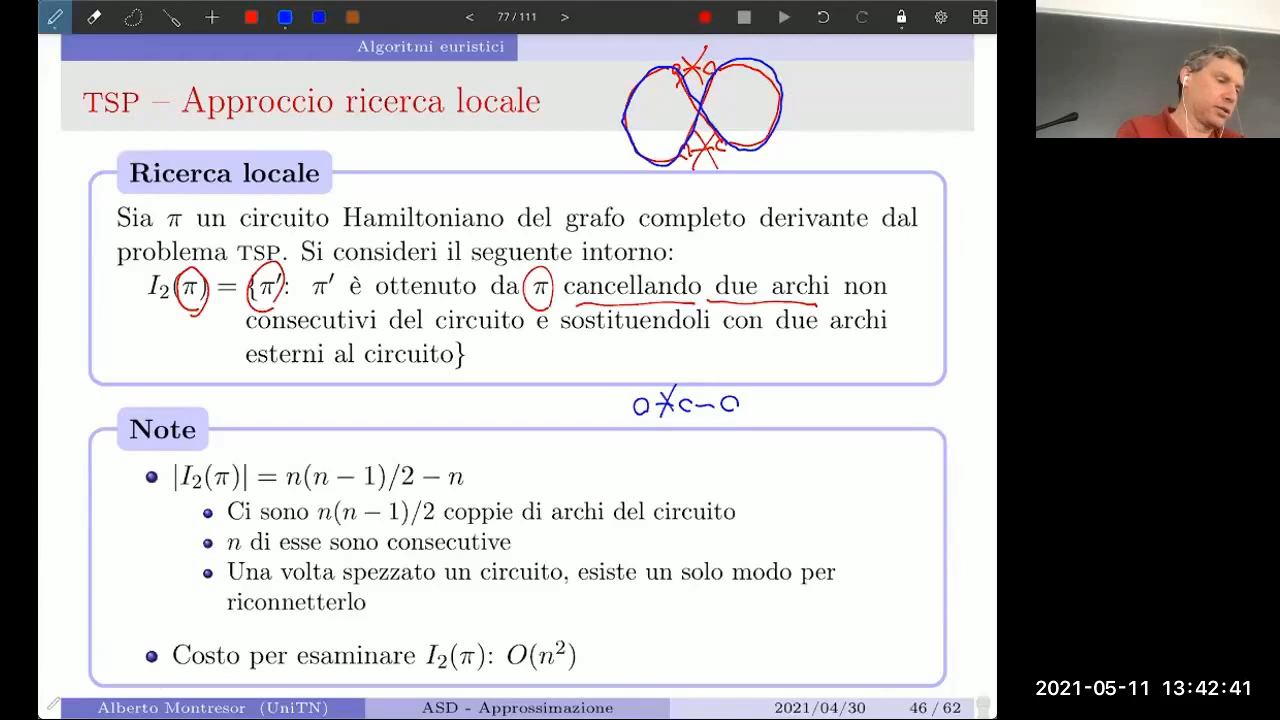 77 / 111
Algoritmi euristici
TSP – Approccio ricerca locale
Ricerca locale
Sia π un circuito Hamiltoniano del grafo completo derivante dal
problema TSP. Si consideri il seguente intorno:
I₂(π) = {π′: π′ è ottenuto da π cancellando due archi non
consecutivi del circuito e sostituendoli con due archi
esterni al circuito}
Note
|I₂(π)| = n(n − 1)/2 − n
Ci sono n(n − 1)/2 coppie di archi del circuito
n di esse sono consecutive
Una volta spezzato un circuito, esiste un solo modo per
riconnetterlo
Costo per esaminare I₂(π): O(n²)
Alberto Montresor (UniTN) ASD - Approssimazione 2021/04/30 46 / 62
2021-05-11 13:42:41